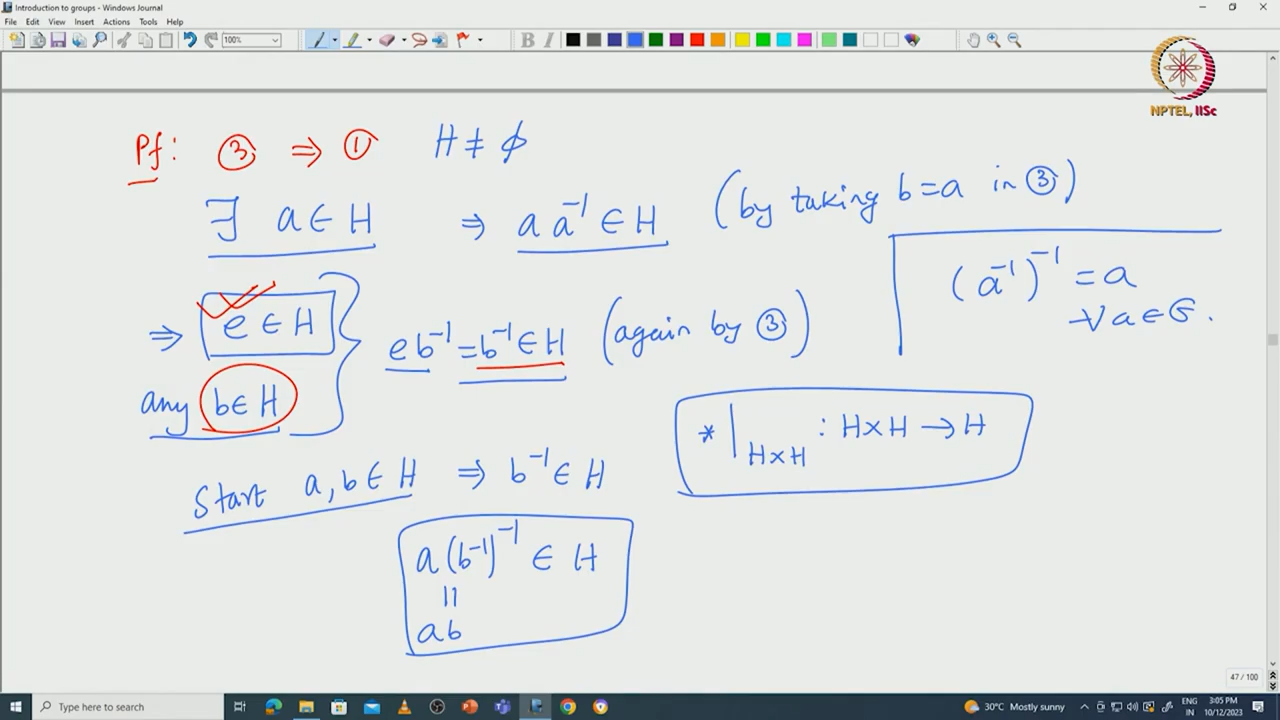 Introduction to groups - Windows Journal
File Edit View Insert Actions Tools Help
100%
B I
NPTEL, IISc
Pf: ③ ⇒ ① H ≠ ϕ
∃ a ∈ H ⇒ a a⁻¹ ∈ H (by taking b = a in ③)
(a⁻¹)⁻¹ = a
∀ a ∈ G.
⇒ e ∈ H
e b⁻¹ = b⁻¹ ∈ H (again by ③)
any b ∈ H
* |_{H×H} : H×H → H
Start a, b ∈ H ⇒ b⁻¹ ∈ H
a (b⁻¹)⁻¹ ∈ H
||
a b
47 / 100
Type here to search
30°C Mostly sunny
ENG
IN
3:05 PM
10/12/2023